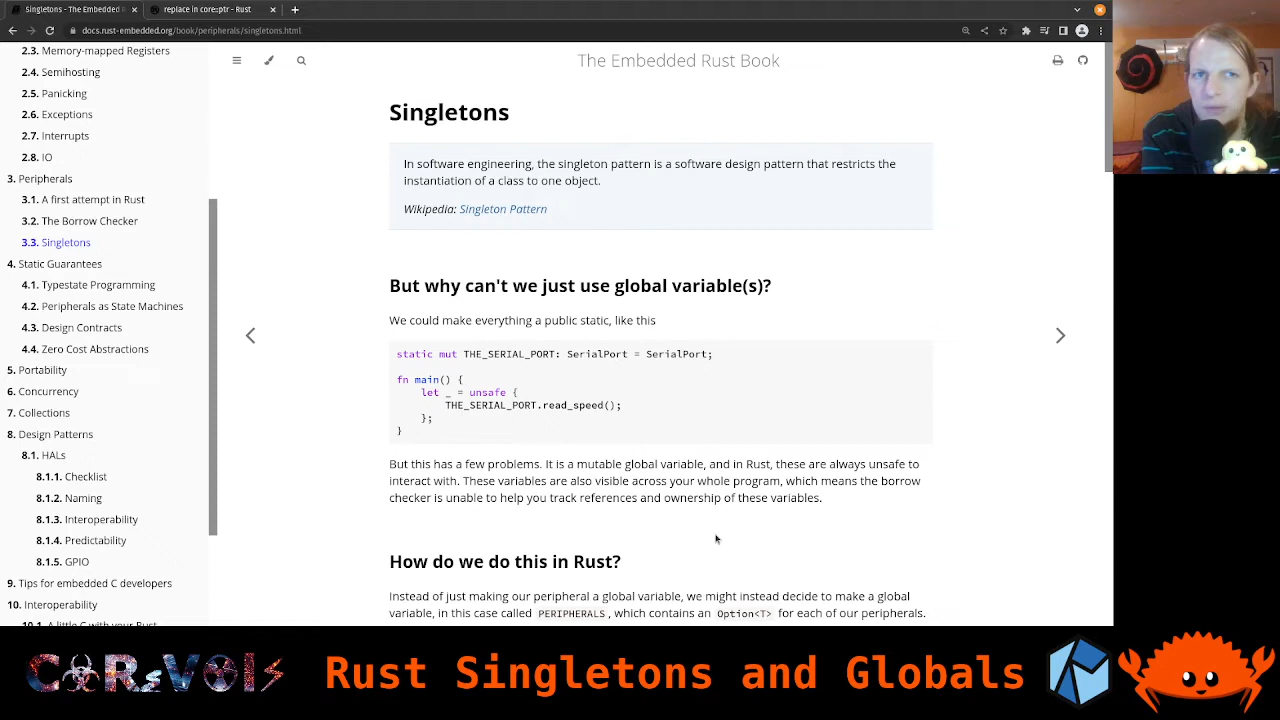 Singletons - The Embedded R
replace in core::ptr - Rust
docs.rust-embedded.org/book/peripherals/singletons.html
2.3. Memory-mapped Registers
2.4. Semihosting
2.5. Panicking
2.6. Exceptions
2.7. Interrupts
2.8. IO
3. Peripherals
3.1. A first attempt in Rust
3.2. The Borrow Checker
3.3. Singletons
4. Static Guarantees
4.1. Typestate Programming
4.2. Peripherals as State Machines
4.3. Design Contracts
4.4. Zero Cost Abstractions
5. Portability
6. Concurrency
7. Collections
8. Design Patterns
8.1. HALs
8.1.1. Checklist
8.1.2. Naming
8.1.3. Interoperability
8.1.4. Predictability
8.1.5. GPIO
9. Tips for embedded C developers
10. Interoperability
10.1. A little C with your Rust
The Embedded Rust Book
Singletons
In software engineering, the singleton pattern is a software design pattern that restricts the
instantiation of a class to one object.
Wikipedia: Singleton Pattern
But why can't we just use global variable(s)?
We could make everything a public static, like this
static mut THE_SERIAL_PORT: SerialPort = SerialPort;
fn main() {
let _ = unsafe {
THE_SERIAL_PORT.read_speed();
};
}
But this has a few problems. It is a mutable global variable, and in Rust, these are always unsafe to
interact with. These variables are also visible across your whole program, which means the borrow
checker is unable to help you track references and ownership of these variables.
How do we do this in Rust?
Instead of just making our peripheral a global variable, we might instead decide to make a global
variable, in this case called PERIPHERALS, which contains an Option<T> for each of our peripherals.
Rust Singletons and Globals